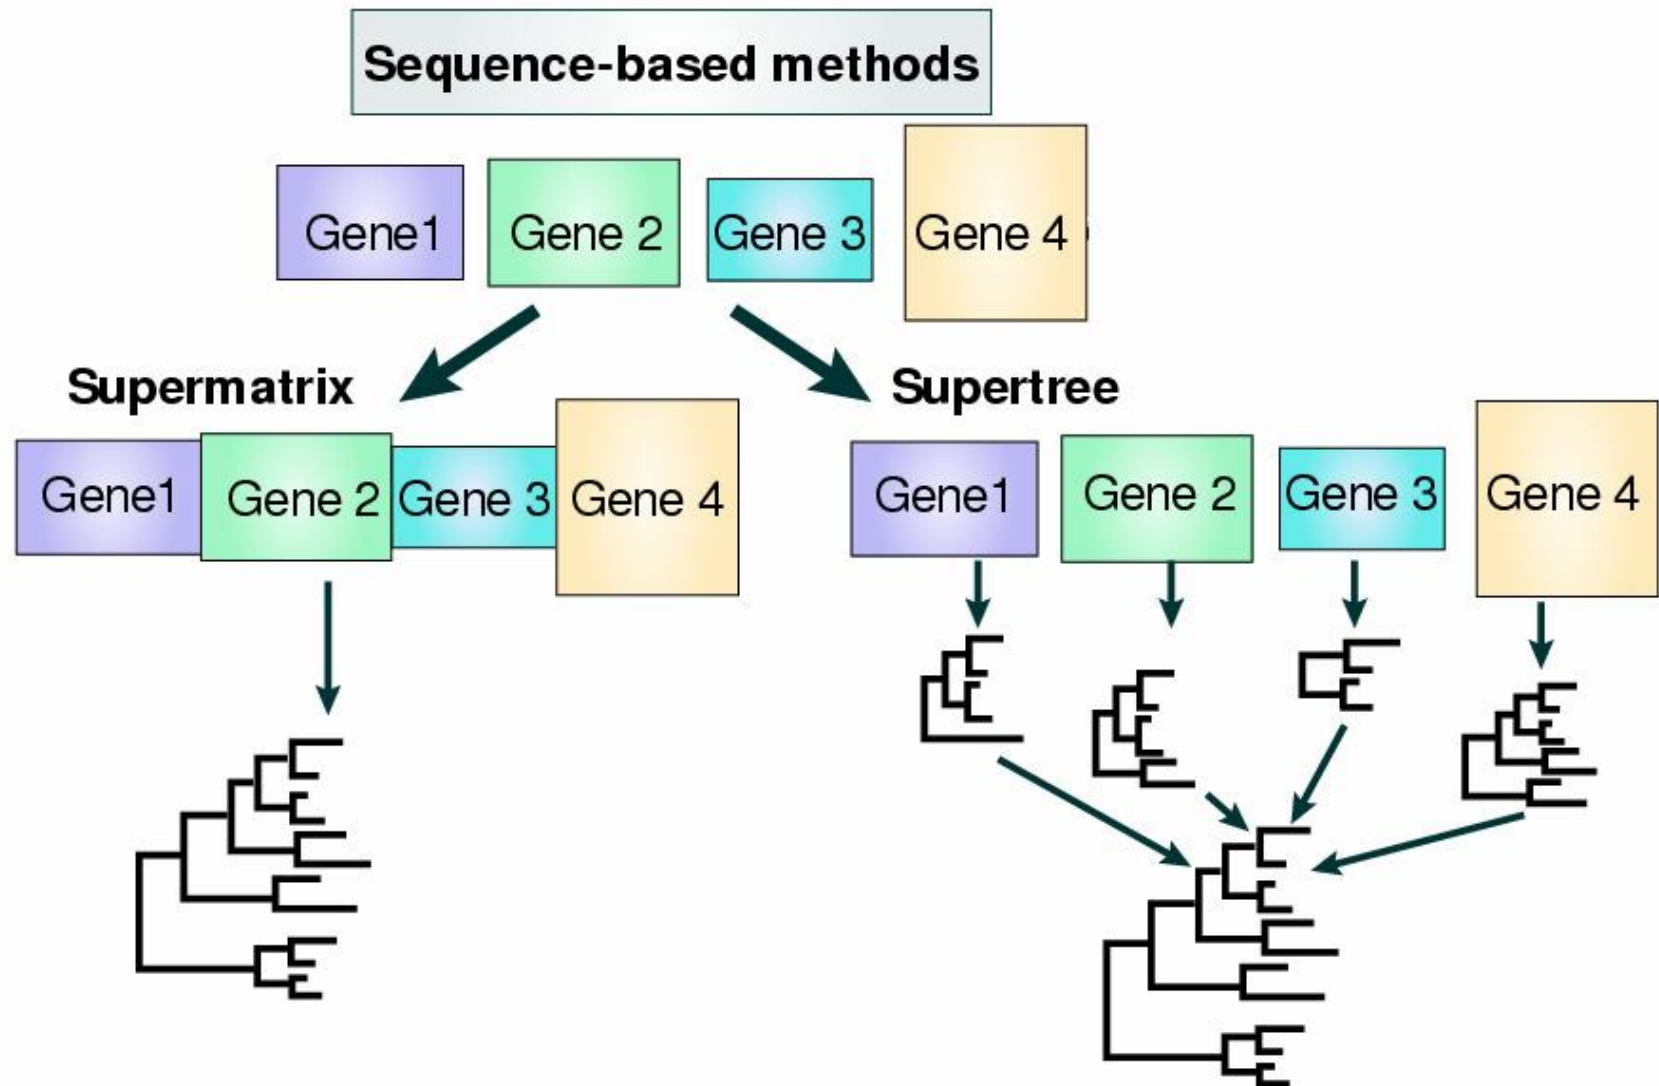 Sequence-based methods
Gene1 Gene 2 Gene 3 Gene 4
Supermatrix Supertree
Gene1 Gene 2 Gene 3 Gene 4 Gene1 Gene 2 Gene 3 Gene 4